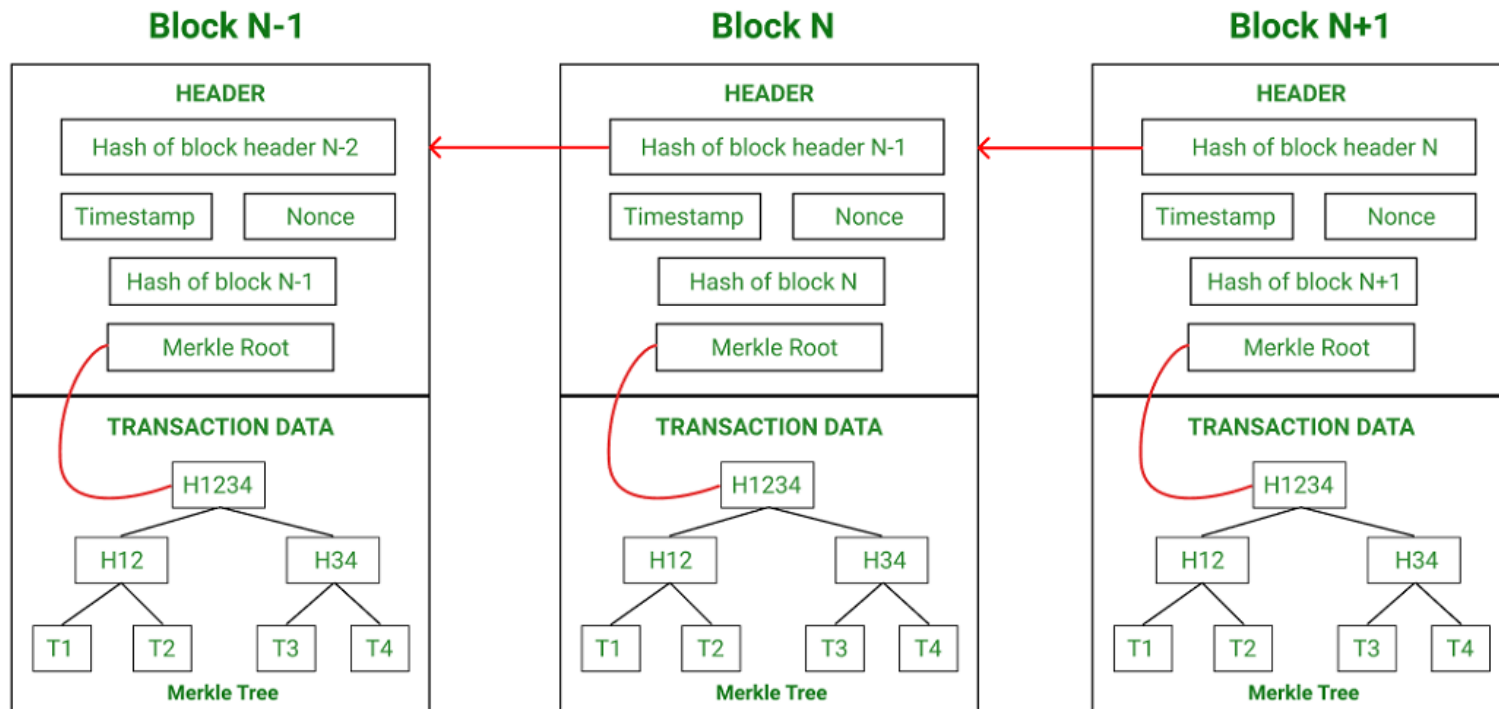 Block N-1
HEADER
Hash of block header N-2
Timestamp
Nonce
Hash of block N-1
Merkle Root
TRANSACTION DATA
H1234
H12
H34
T1
T2
T3
T4
Merkle Tree
Block N
HEADER
Hash of block header N-1
Timestamp
Nonce
Hash of block N
Merkle Root
TRANSACTION DATA
H1234
H12
H34
T1
T2
T3
T4
Merkle Tree
Block N+1
HEADER
Hash of block header N
Timestamp
Nonce
Hash of block N+1
Merkle Root
TRANSACTION DATA
H1234
H12
H34
T1
T2
T3
T4
Merkle Tree